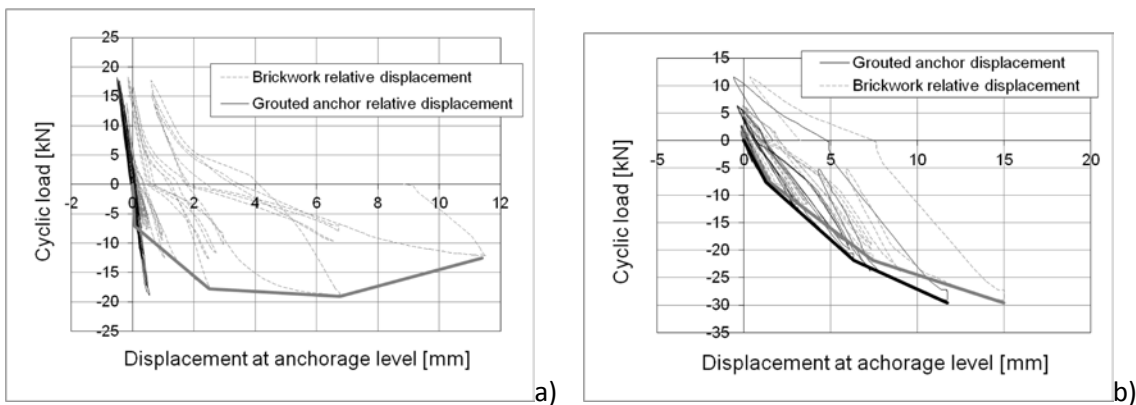 25
20
15
10
5
0
-5
-10
-15
-20
-25
-2 0 2 4 6 8 10 12
Cyclic load [kN]
Brickwork relative displacement
Grouted anchor relative displacement
Displacement at anchorage level [mm]
a)
15
10
5
0
-5
-10
-15
-20
-25
-30
-35
-5 0 5 10 15 20
Cyclic load [kN]
Grouted anchor displacement
Brickwork relative displacement
Displacement at achorage level [mm]
b)